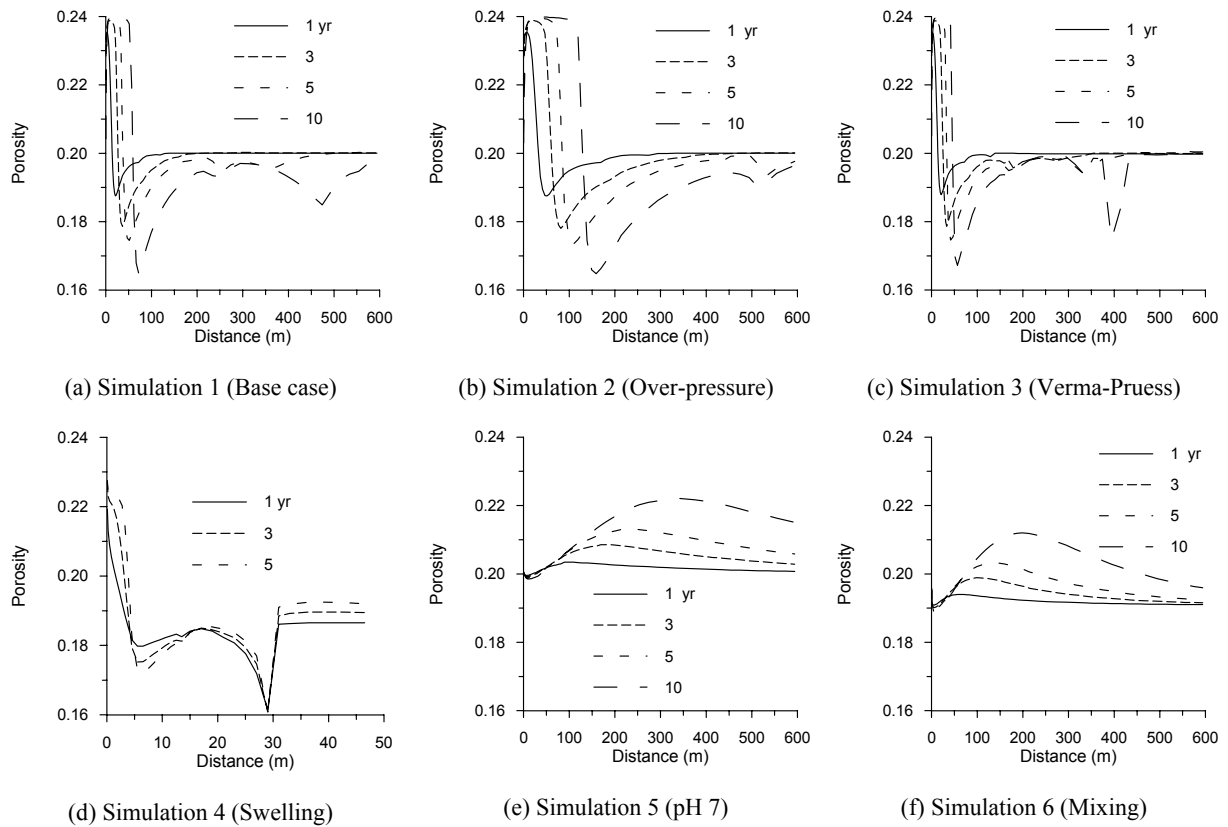 0.24
0.22
0.20
0.18
0.16
Porosity
1 yr
3
5
10
0 100 200 300 400 500 600
Distance (m)
(a) Simulation 1 (Base case)
0.24
0.22
0.20
0.18
0.16
Porosity
1 yr
3
5
10
0 100 200 300 400 500 600
Distance (m)
(b) Simulation 2 (Over-pressure)
0.24
0.22
0.20
0.18
0.16
Porosity
1 yr
3
5
10
0 100 200 300 400 500 600
Distance (m)
(c) Simulation 3 (Verma-Pruess)
0.24
0.22
0.20
0.18
0.16
Porosity
1 yr
3
5
0 10 20 30 40 50
Distance (m)
(d) Simulation 4 (Swelling)
0.24
0.22
0.20
0.18
0.16
Porosity
1 yr
3
5
10
0 100 200 300 400 500 600
Distance (m)
(e) Simulation 5 (pH 7)
0.24
0.22
0.20
0.18
0.16
Porosity
1 yr
3
5
10
0 100 200 300 400 500 600
Distance (m)
(f) Simulation 6 (Mixing)